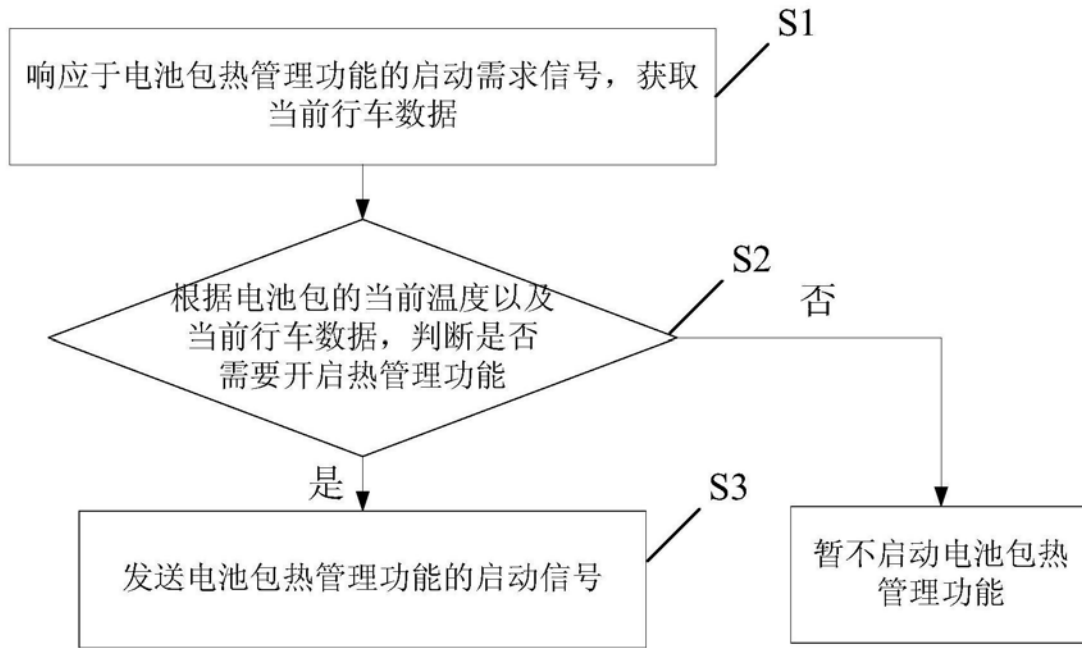 S1
响应于电池包热管理功能的启动需求信号，获取
当前行车数据
S2
根据电池包的当前温度以及
当前行车数据，判断是否
需要开启热管理功能
否
是
S3
发送电池包热管理功能的启动信号
暂不启动电池包热
管理功能